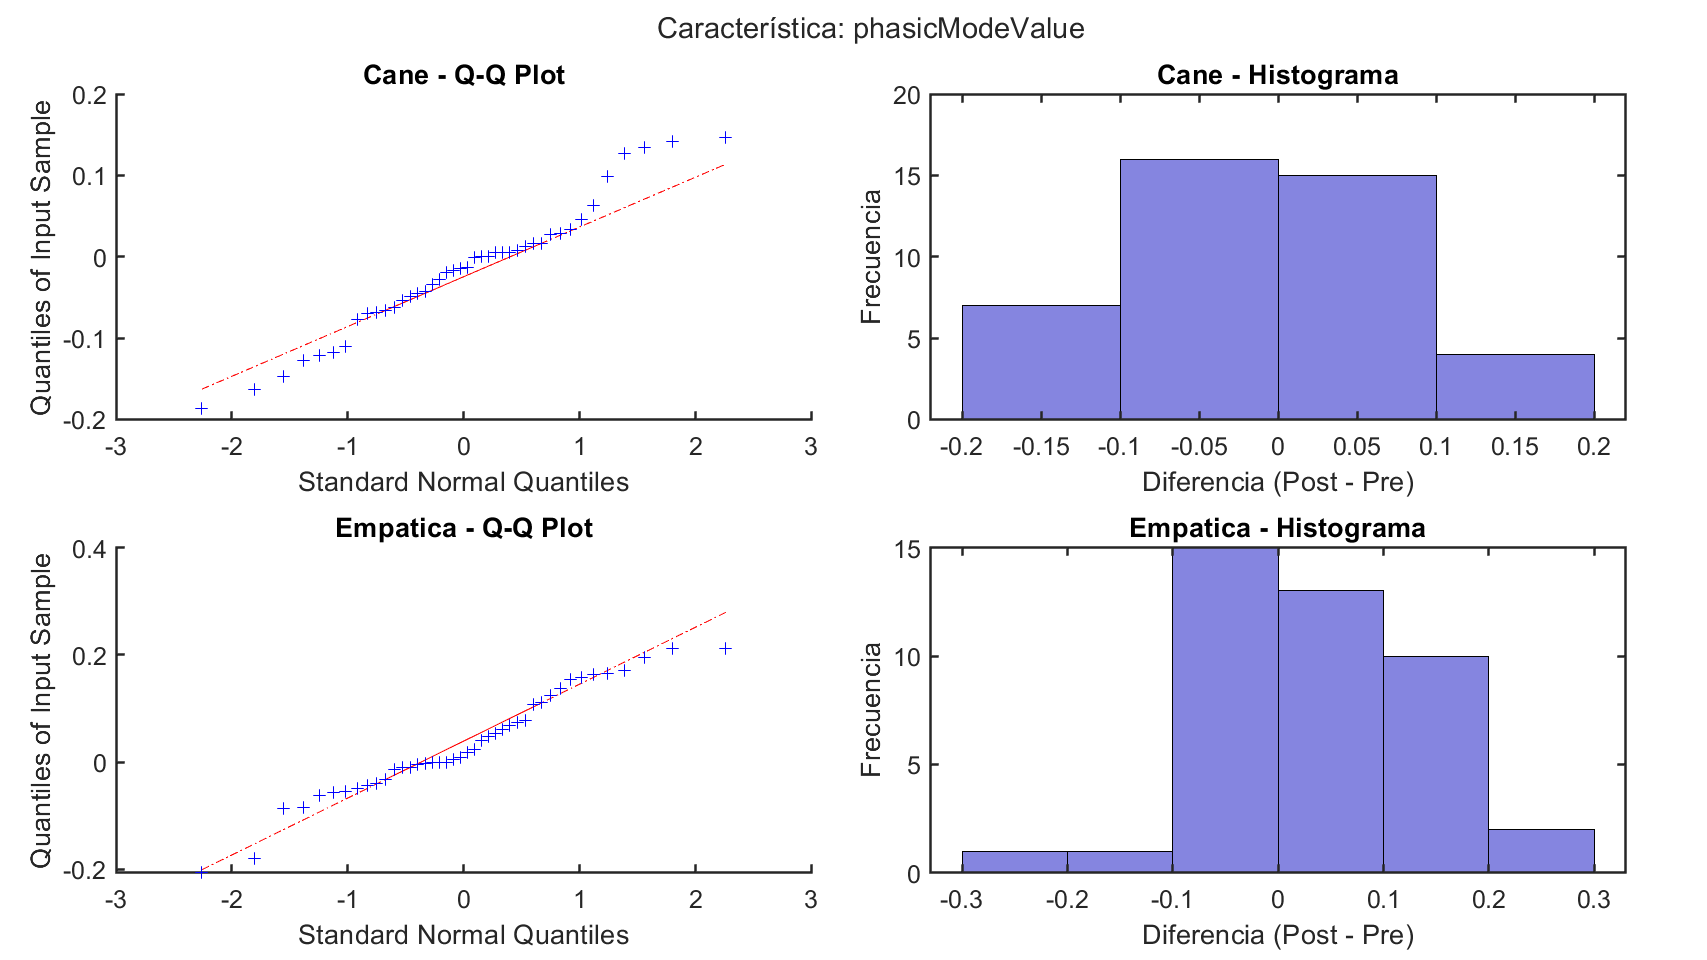 Característica: phasicModeValue
Cane - Q-Q Plot
Quantiles of Input Sample
0.2
0.1
0
-0.1
-0.2
-3 -2 -1 0 1 2 3
Standard Normal Quantiles
Cane - Histograma
Frecuencia
20
15
10
5
0
-0.2 -0.15 -0.1 -0.05 0 0.05 0.1 0.15 0.2
Diferencia (Post - Pre)
Empatica - Q-Q Plot
Quantiles of Input Sample
0.4
0.2
0
-0.2
-3 -2 -1 0 1 2 3
Standard Normal Quantiles
Empatica - Histograma
Frecuencia
15
10
5
0
-0.3 -0.2 -0.1 0 0.1 0.2 0.3
Diferencia (Post - Pre)